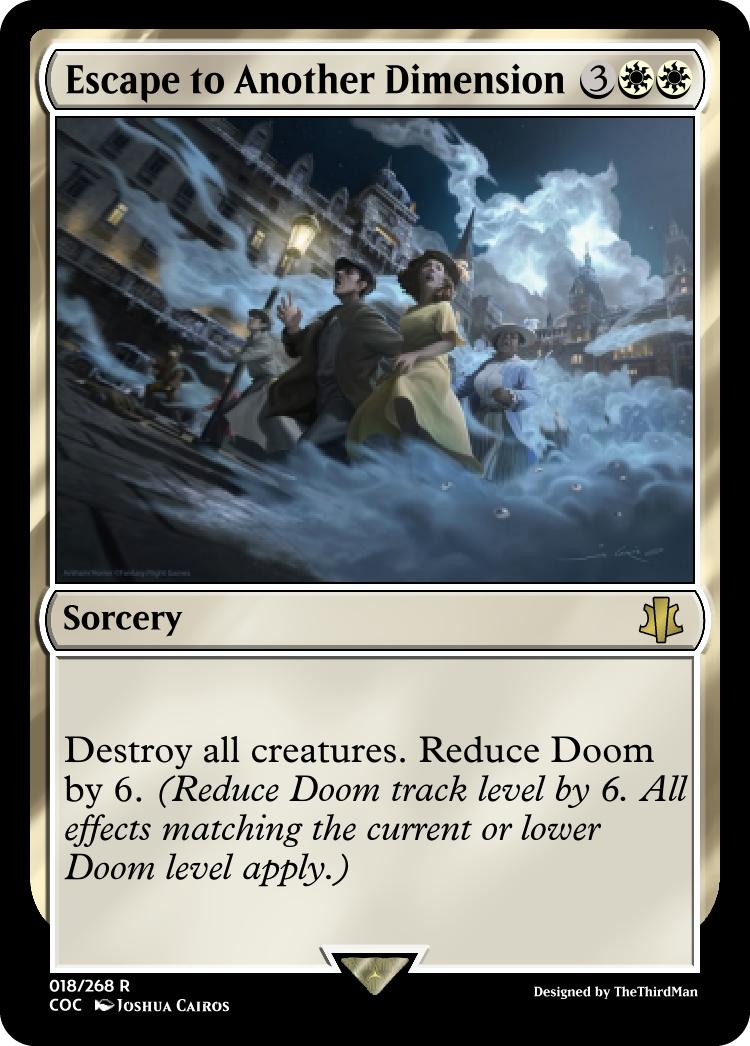 Escape to Another Dimension 3
Sorcery
Destroy all creatures. Reduce Doom
by 6. (Reduce Doom track level by 6. All
effects matching the current or lower
Doom level apply.)
018/268 R
COC Joshua Cairos
Designed by TheThirdMan